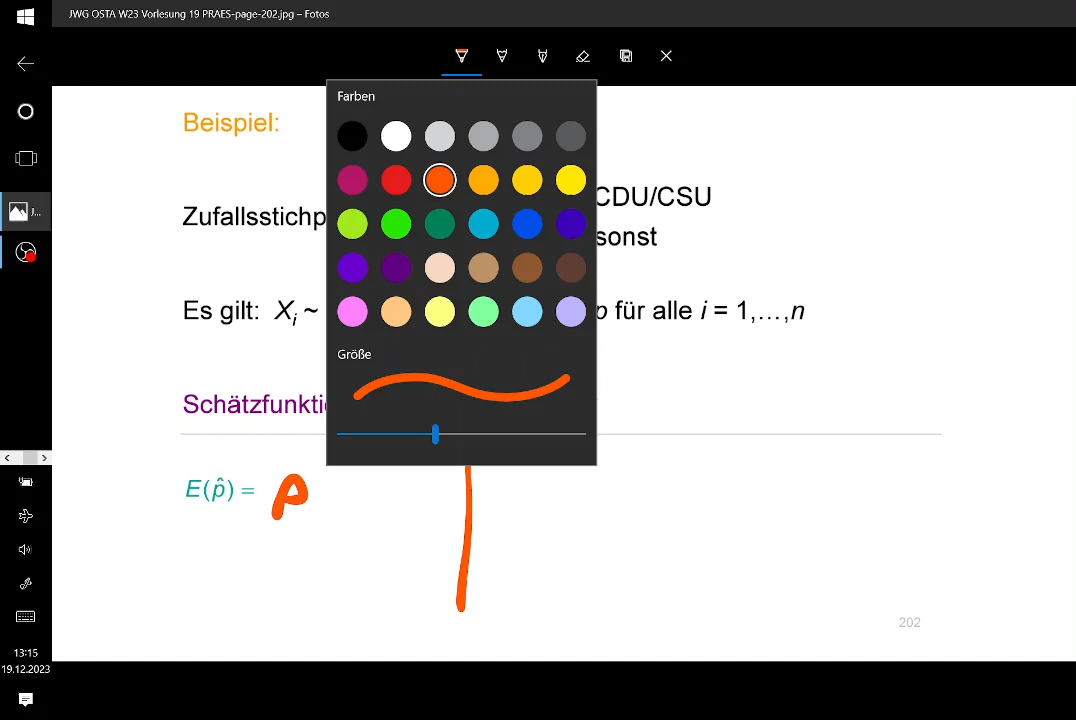 JWG OSTA W23 Vorlesung 19 PRAES-page-202.jpg – Fotos
Farben
Beispiel:
CDU/CSU
Zufallsstichp
sonst
J...
Es gilt: Xᵢ ~
p für alle i = 1,…,n
Größe
Schätzfunkti
E(p̂) = p
202
13:15
19.12.2023